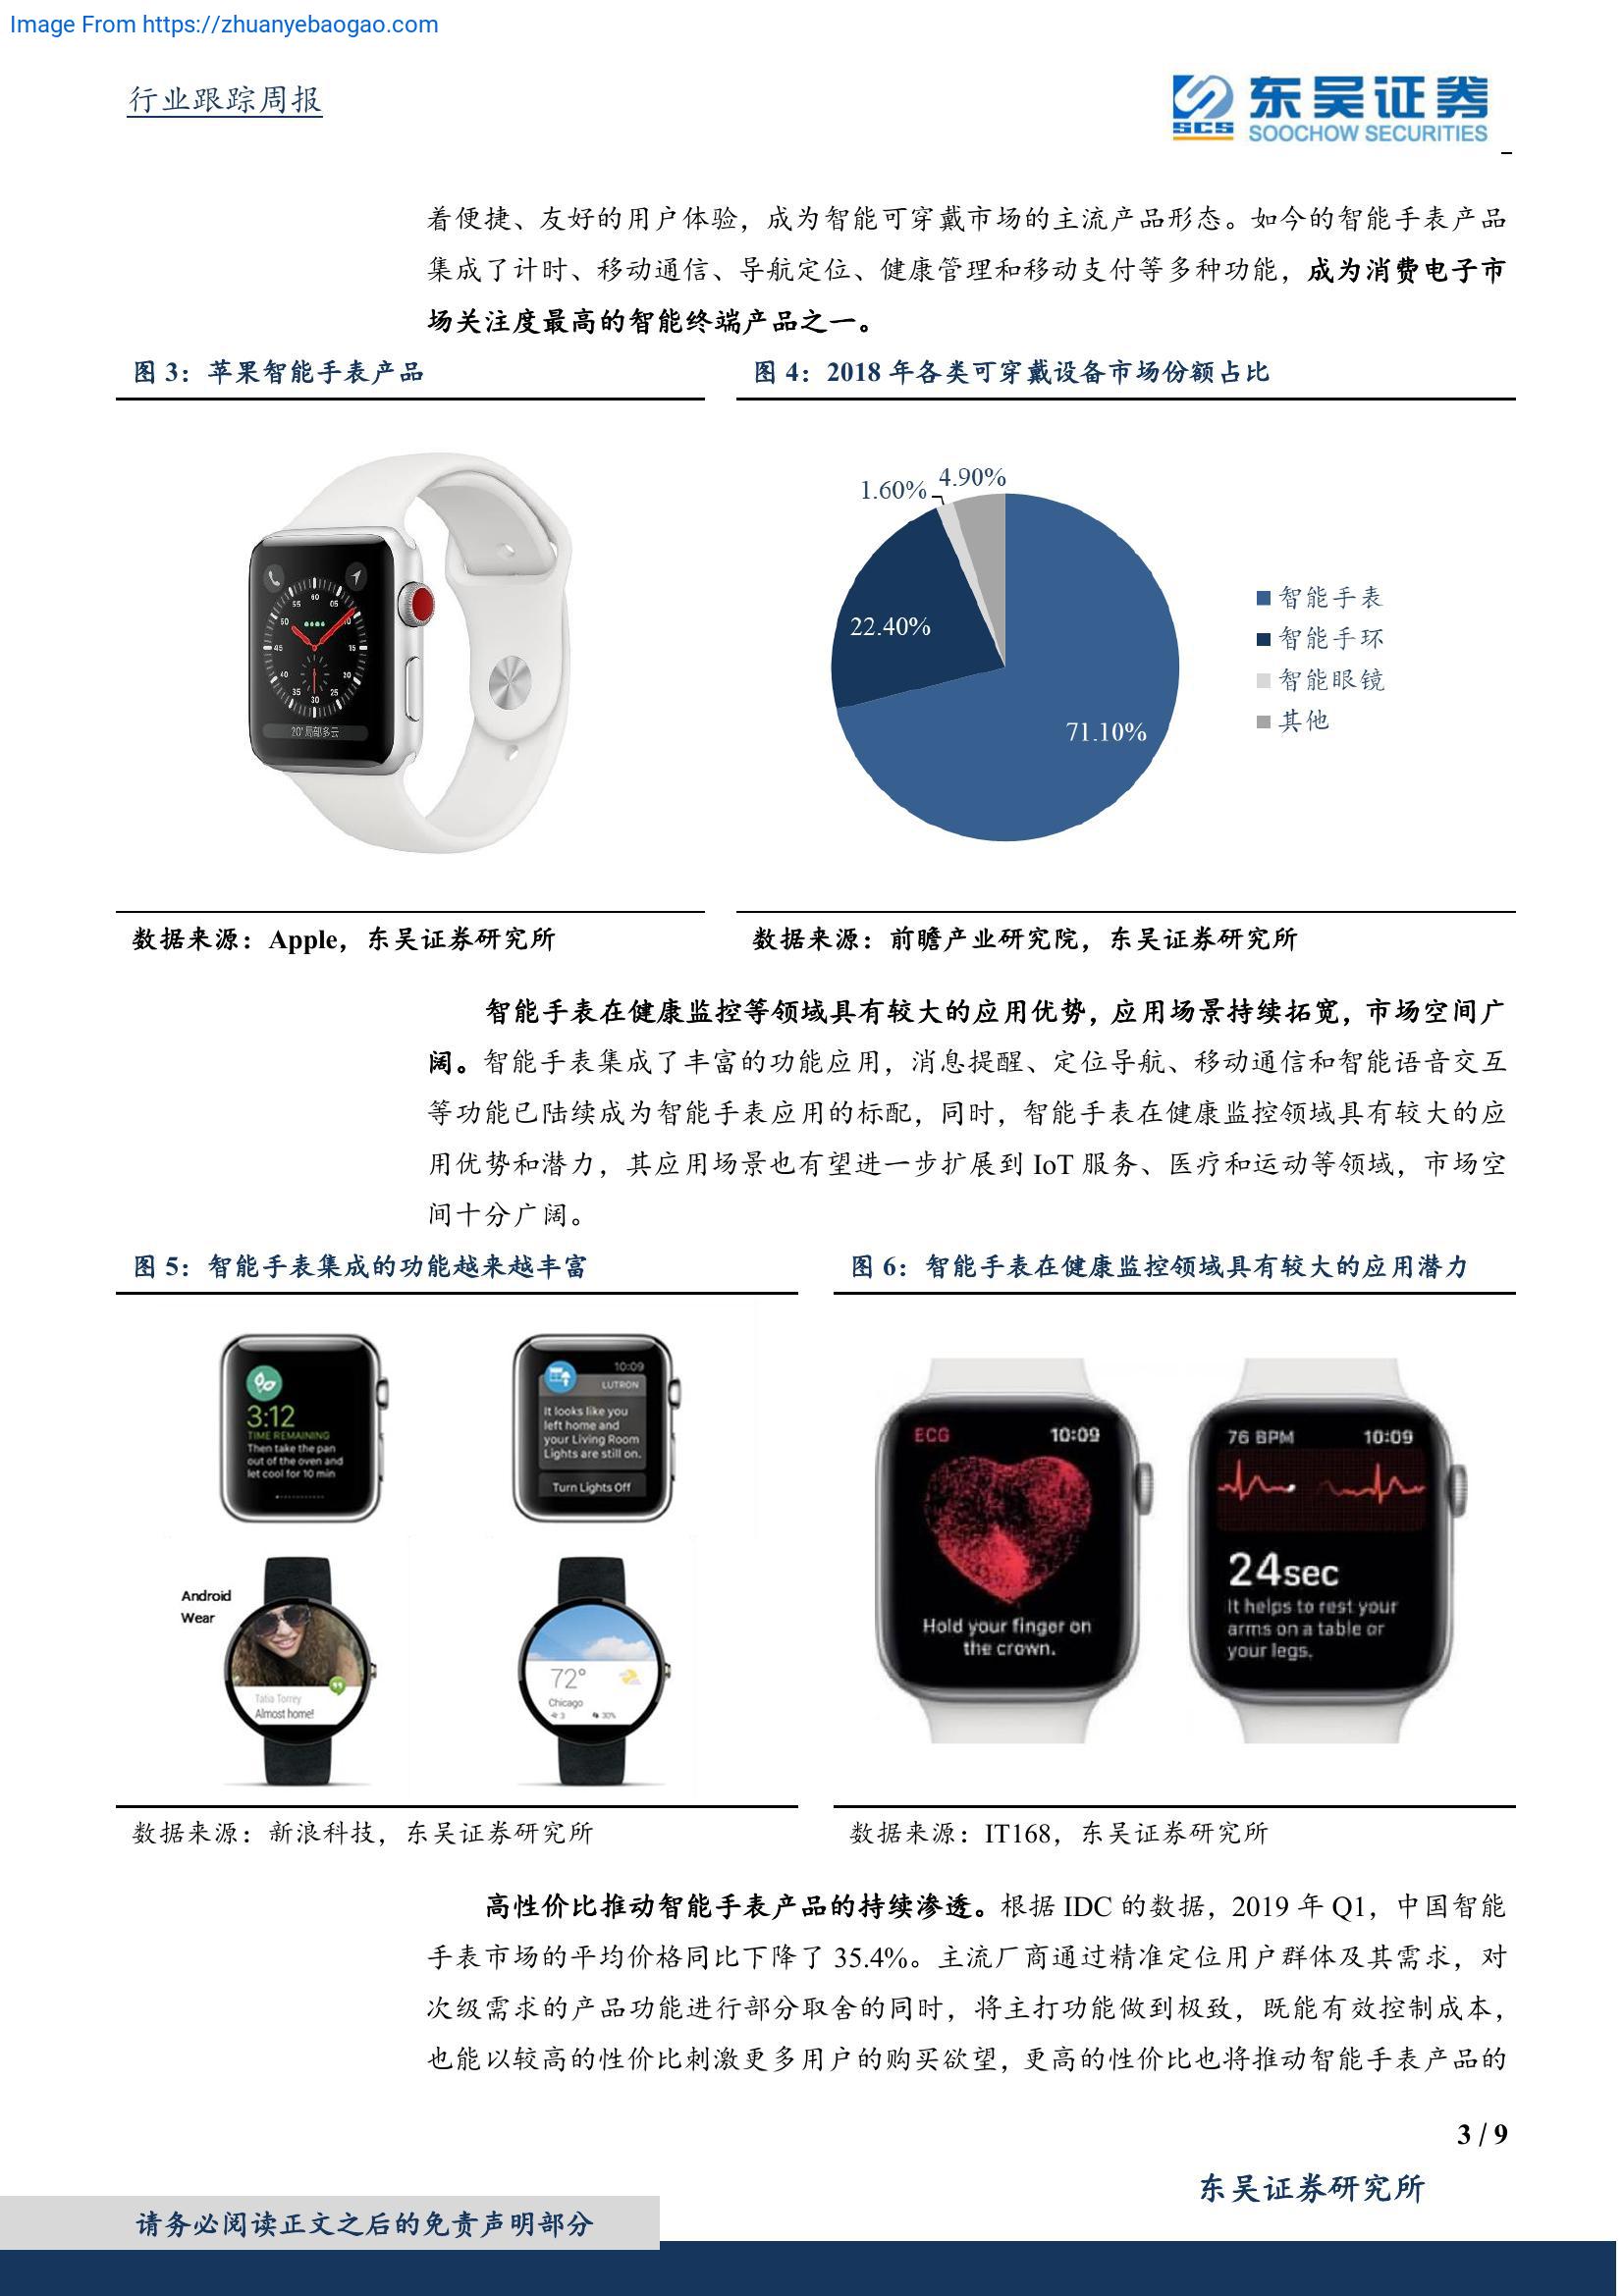 Image From https://zhuanyebaogao.com
行业跟踪周报
东吴证券
SCS
SOOCHOW SECURITIES
着便捷、友好的用户体验，成为智能可穿戴市场的主流产品形态。如今的智能手表产品
集成了计时、移动通信、导航定位、健康管理和移动支付等多种功能，成为消费电子市
场关注度最高的智能终端产品之一。
图 3：苹果智能手表产品
图 4：2018 年各类可穿戴设备市场份额占比
60
55 05
50 10
45 15
40 20
35 25
30
20° 局部多云
1.60% 4.90%
22.40%
71.10%
智能手表
智能手环
智能眼镜
其他
数据来源：Apple，东吴证券研究所
数据来源：前瞻产业研究院，东吴证券研究所
智能手表在健康监控等领域具有较大的应用优势，应用场景持续拓宽，市场空间广
阔。智能手表集成了丰富的功能应用，消息提醒、定位导航、移动通信和智能语音交互
等功能已陆续成为智能手表应用的标配，同时，智能手表在健康监控领域具有较大的应
用优势和潜力，其应用场景也有望进一步扩展到 IoT 服务、医疗和运动等领域，市场空
间十分广阔。
图 5：智能手表集成的功能越来越丰富
图 6：智能手表在健康监控领域具有较大的应用潜力
3:12
TIME REMAINING
Then take the pan
out of the oven and
let cool for 10 min
10:09
LUTRON
It looks like you
left home and
your Living Room
Lights are still on.
Turn Lights Off
Android
Wear
Tatia Torrey
Almost home!
72°
Chicago
3 30%
ECG 10:09
Hold your finger on
the crown.
76 BPM 10:09
24sec
It helps to rest your
arms on a table or
your legs.
数据来源：新浪科技，东吴证券研究所
数据来源：IT168，东吴证券研究所
高性价比推动智能手表产品的持续渗透。根据 IDC 的数据，2019 年 Q1，中国智能
手表市场的平均价格同比下降了 35.4%。主流厂商通过精准定位用户群体及其需求，对
次级需求的产品功能进行部分取舍的同时，将主打功能做到极致，既能有效控制成本，
也能以较高的性价比刺激更多用户的购买欲望，更高的性价比也将推动智能手表产品的
3 / 9
东吴证券研究所
请务必阅读正文之后的免责声明部分